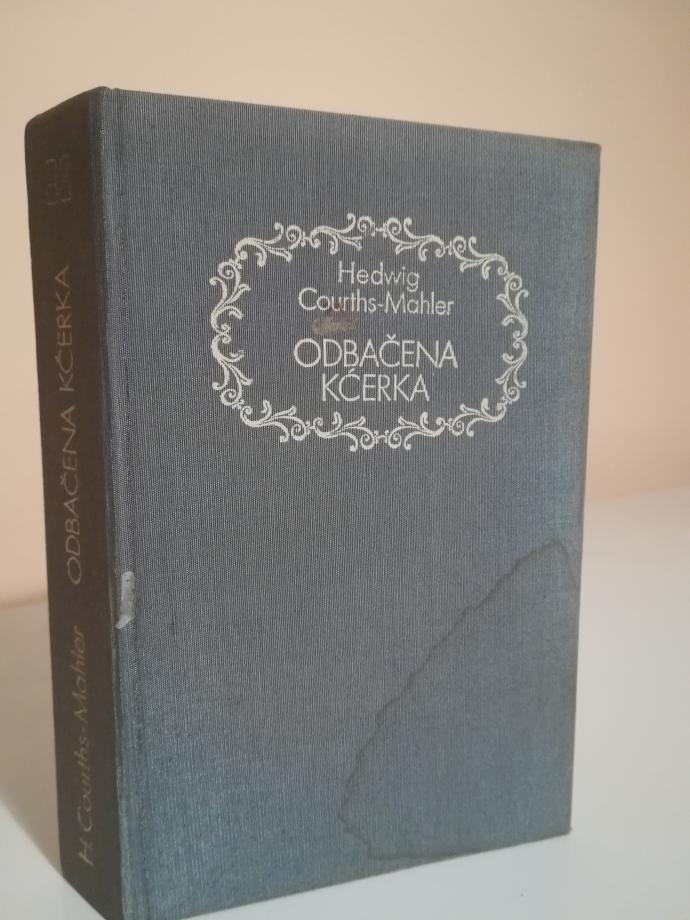 Hedwig
Courths-Mahler
ODBAČENA
KĆERKA
H. Courths-Mahler ODBAČENA KĆERKA